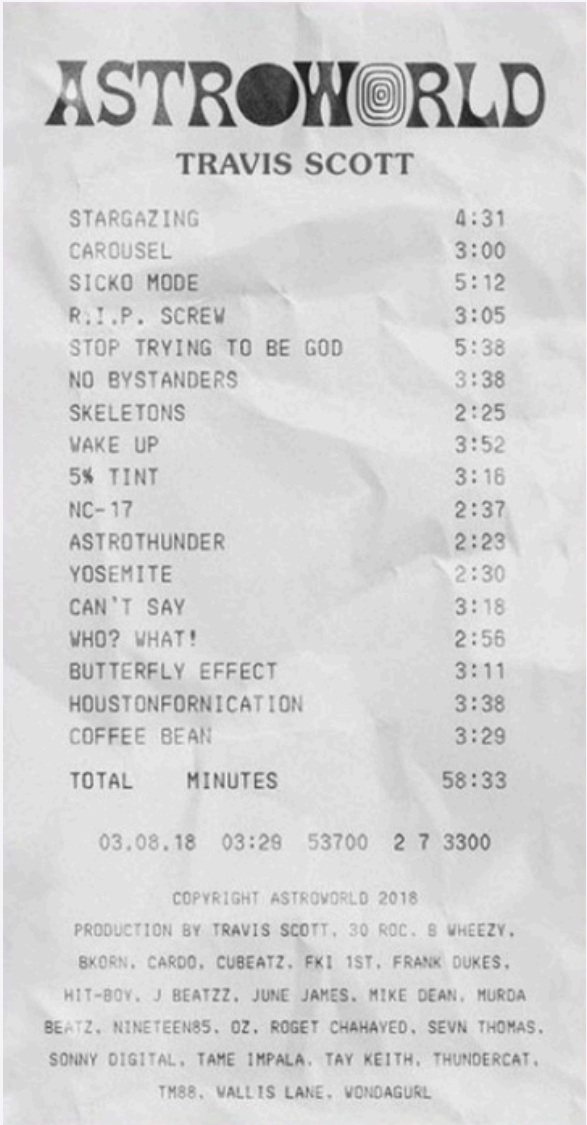 ASTROWORLD
TRAVIS SCOTT
STARGAZING 4:31
CAROUSEL 3:00
SICKO MODE 5:12
R.I.P. SCREW 3:05
STOP TRYING TO BE GOD 5:38
NO BYSTANDERS 3:38
SKELETONS 2:25
WAKE UP 3:52
5% TINT 3:16
NC-17 2:37
ASTROTHUNDER 2:23
YOSEMITE 2:30
CAN'T SAY 3:18
WHO? WHAT! 2:56
BUTTERFLY EFFECT 3:11
HOUSTONFORNICATION 3:38
COFFEE BEAN 3:29
TOTAL MINUTES 58:33
03.08.18 03:29 53700 2 7 3300
COPYRIGHT ASTROWORLD 2018
PRODUCTION BY TRAVIS SCOTT, 30 ROC, B WHEEZY,
BKORN, CARDO, CUBEATZ, FKI 1ST, FRANK DUKES,
HIT-BOY, J BEATZZ, JUNE JAMES, MIKE DEAN, MURDA
BEATZ, NINETEEN85, OZ, ROGET CHAHAYED, SEVN THOMAS,
SONNY DIGITAL, TAME IMPALA, TAY KEITH, THUNDERCAT,
TM88, WALLIS LANE, WONDAGURL